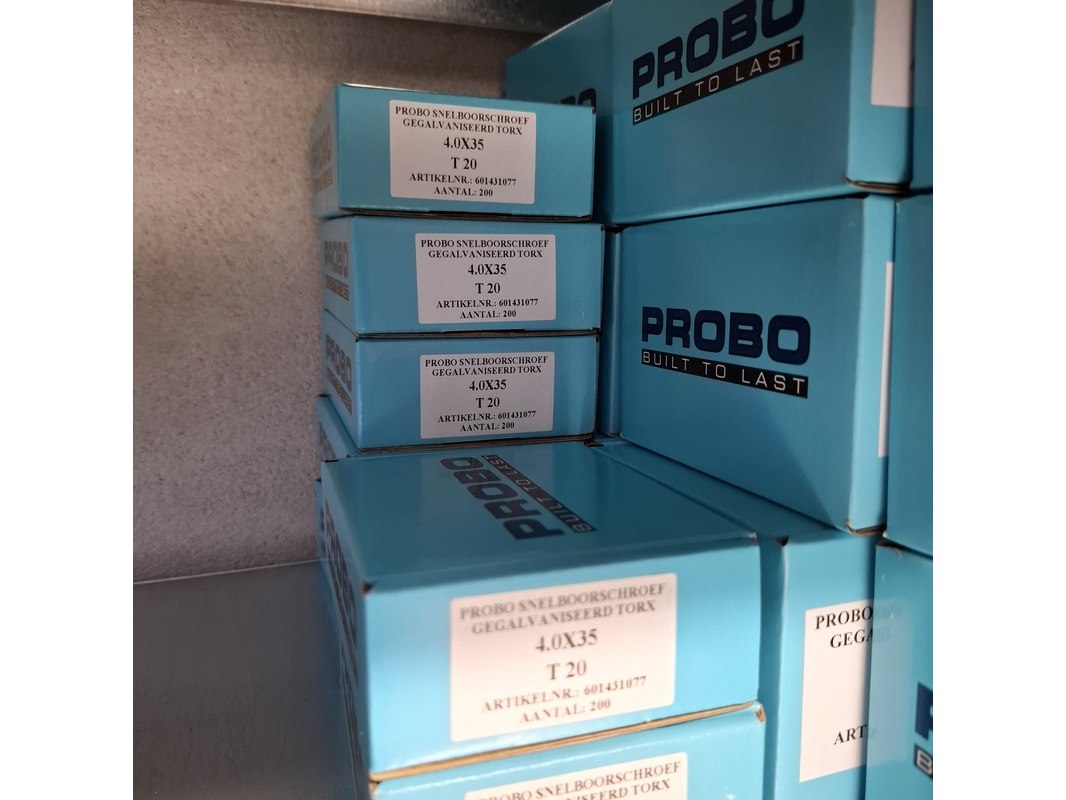 PROBO
BUILT TO LAST
PROBO SNELBOORSCHROEF
GEGALVANISEERD TORX
4.0X35
T 20
ARTIKELNR.: 601431077
AANTAL: 200
PROBO SNELBOORSCHROEF
GEGALVANISEERD TORX
4.0X35
T 20
ARTIKELNR.: 601431077
AANTAL: 200
PROBO
BUILT TO LAST
PROBO SNELBOORSCHROEF
GEGALVANISEERD TORX
4.0X35
T 20
ARTIKELNR.: 601431077
AANTAL: 200
PROBO
BUILT TO LAST
PROBO SNELBOORSCHROEF
GEGALVANISEERD TORX
4.0X35
T 20
ARTIKELNR.: 601431077
AANTAL: 200
PROBO
PROBO SNELBOORSCHROEF
GEGALVANISEERD TORX